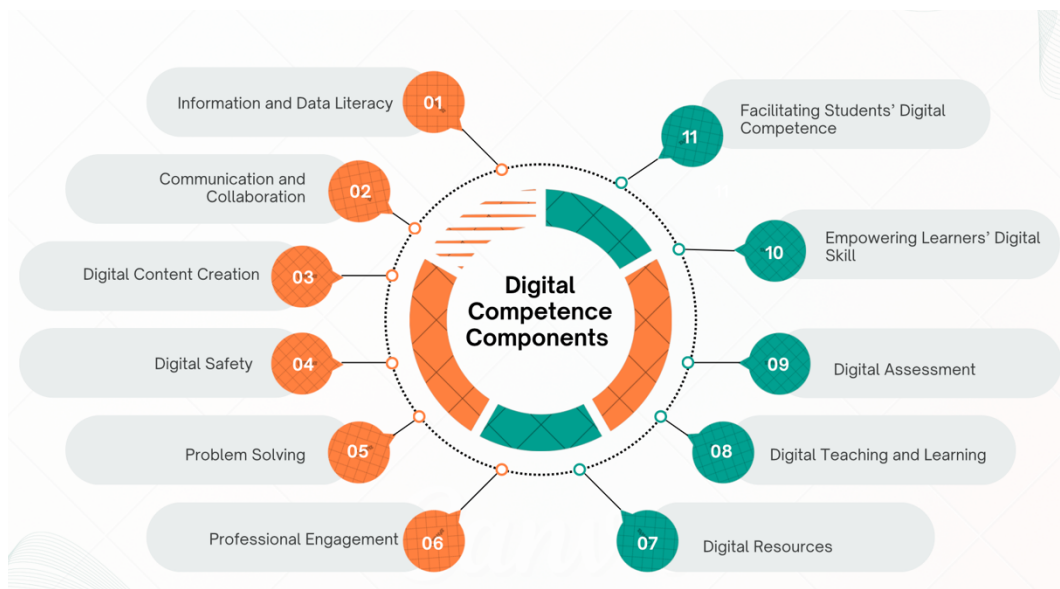 Digital
Competence
Components
01
Information and Data Literacy
02
Communication and
Collaboration
03
Digital Content Creation
04
Digital Safety
05
Problem Solving
06
Professional Engagement
07
Digital Resources
08
Digital Teaching and Learning
09
Digital Assessment
10
Empowering Learners’ Digital
Skill
11
Facilitating Students’ Digital
Competence